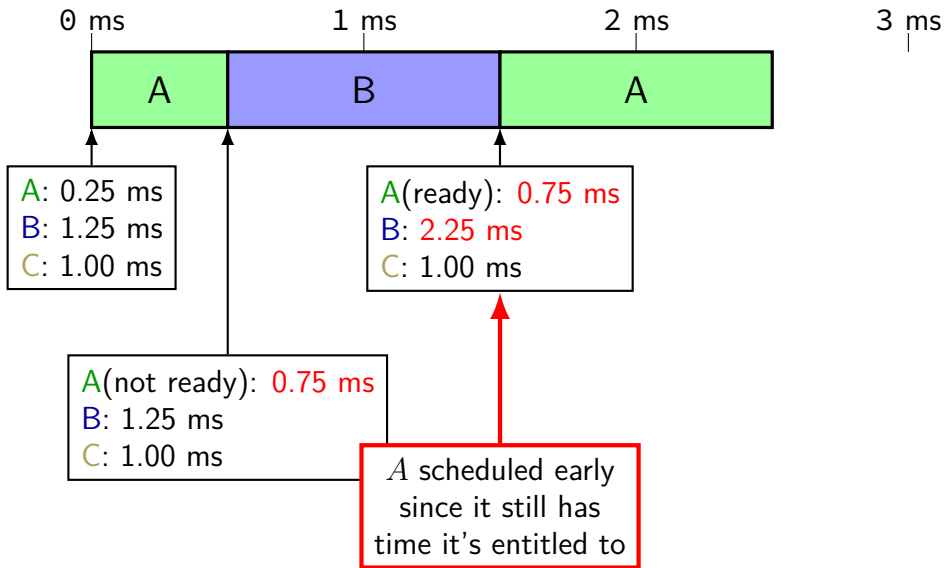 0 ms 1 ms 2 ms 3 ms
A B A
A: 0.25 ms
B: 1.25 ms
C: 1.00 ms
A(ready): 0.75 ms
B: 2.25 ms
C: 1.00 ms
A(not ready): 0.75 ms
B: 1.25 ms
C: 1.00 ms
A scheduled early
since it still has
time it's entitled to